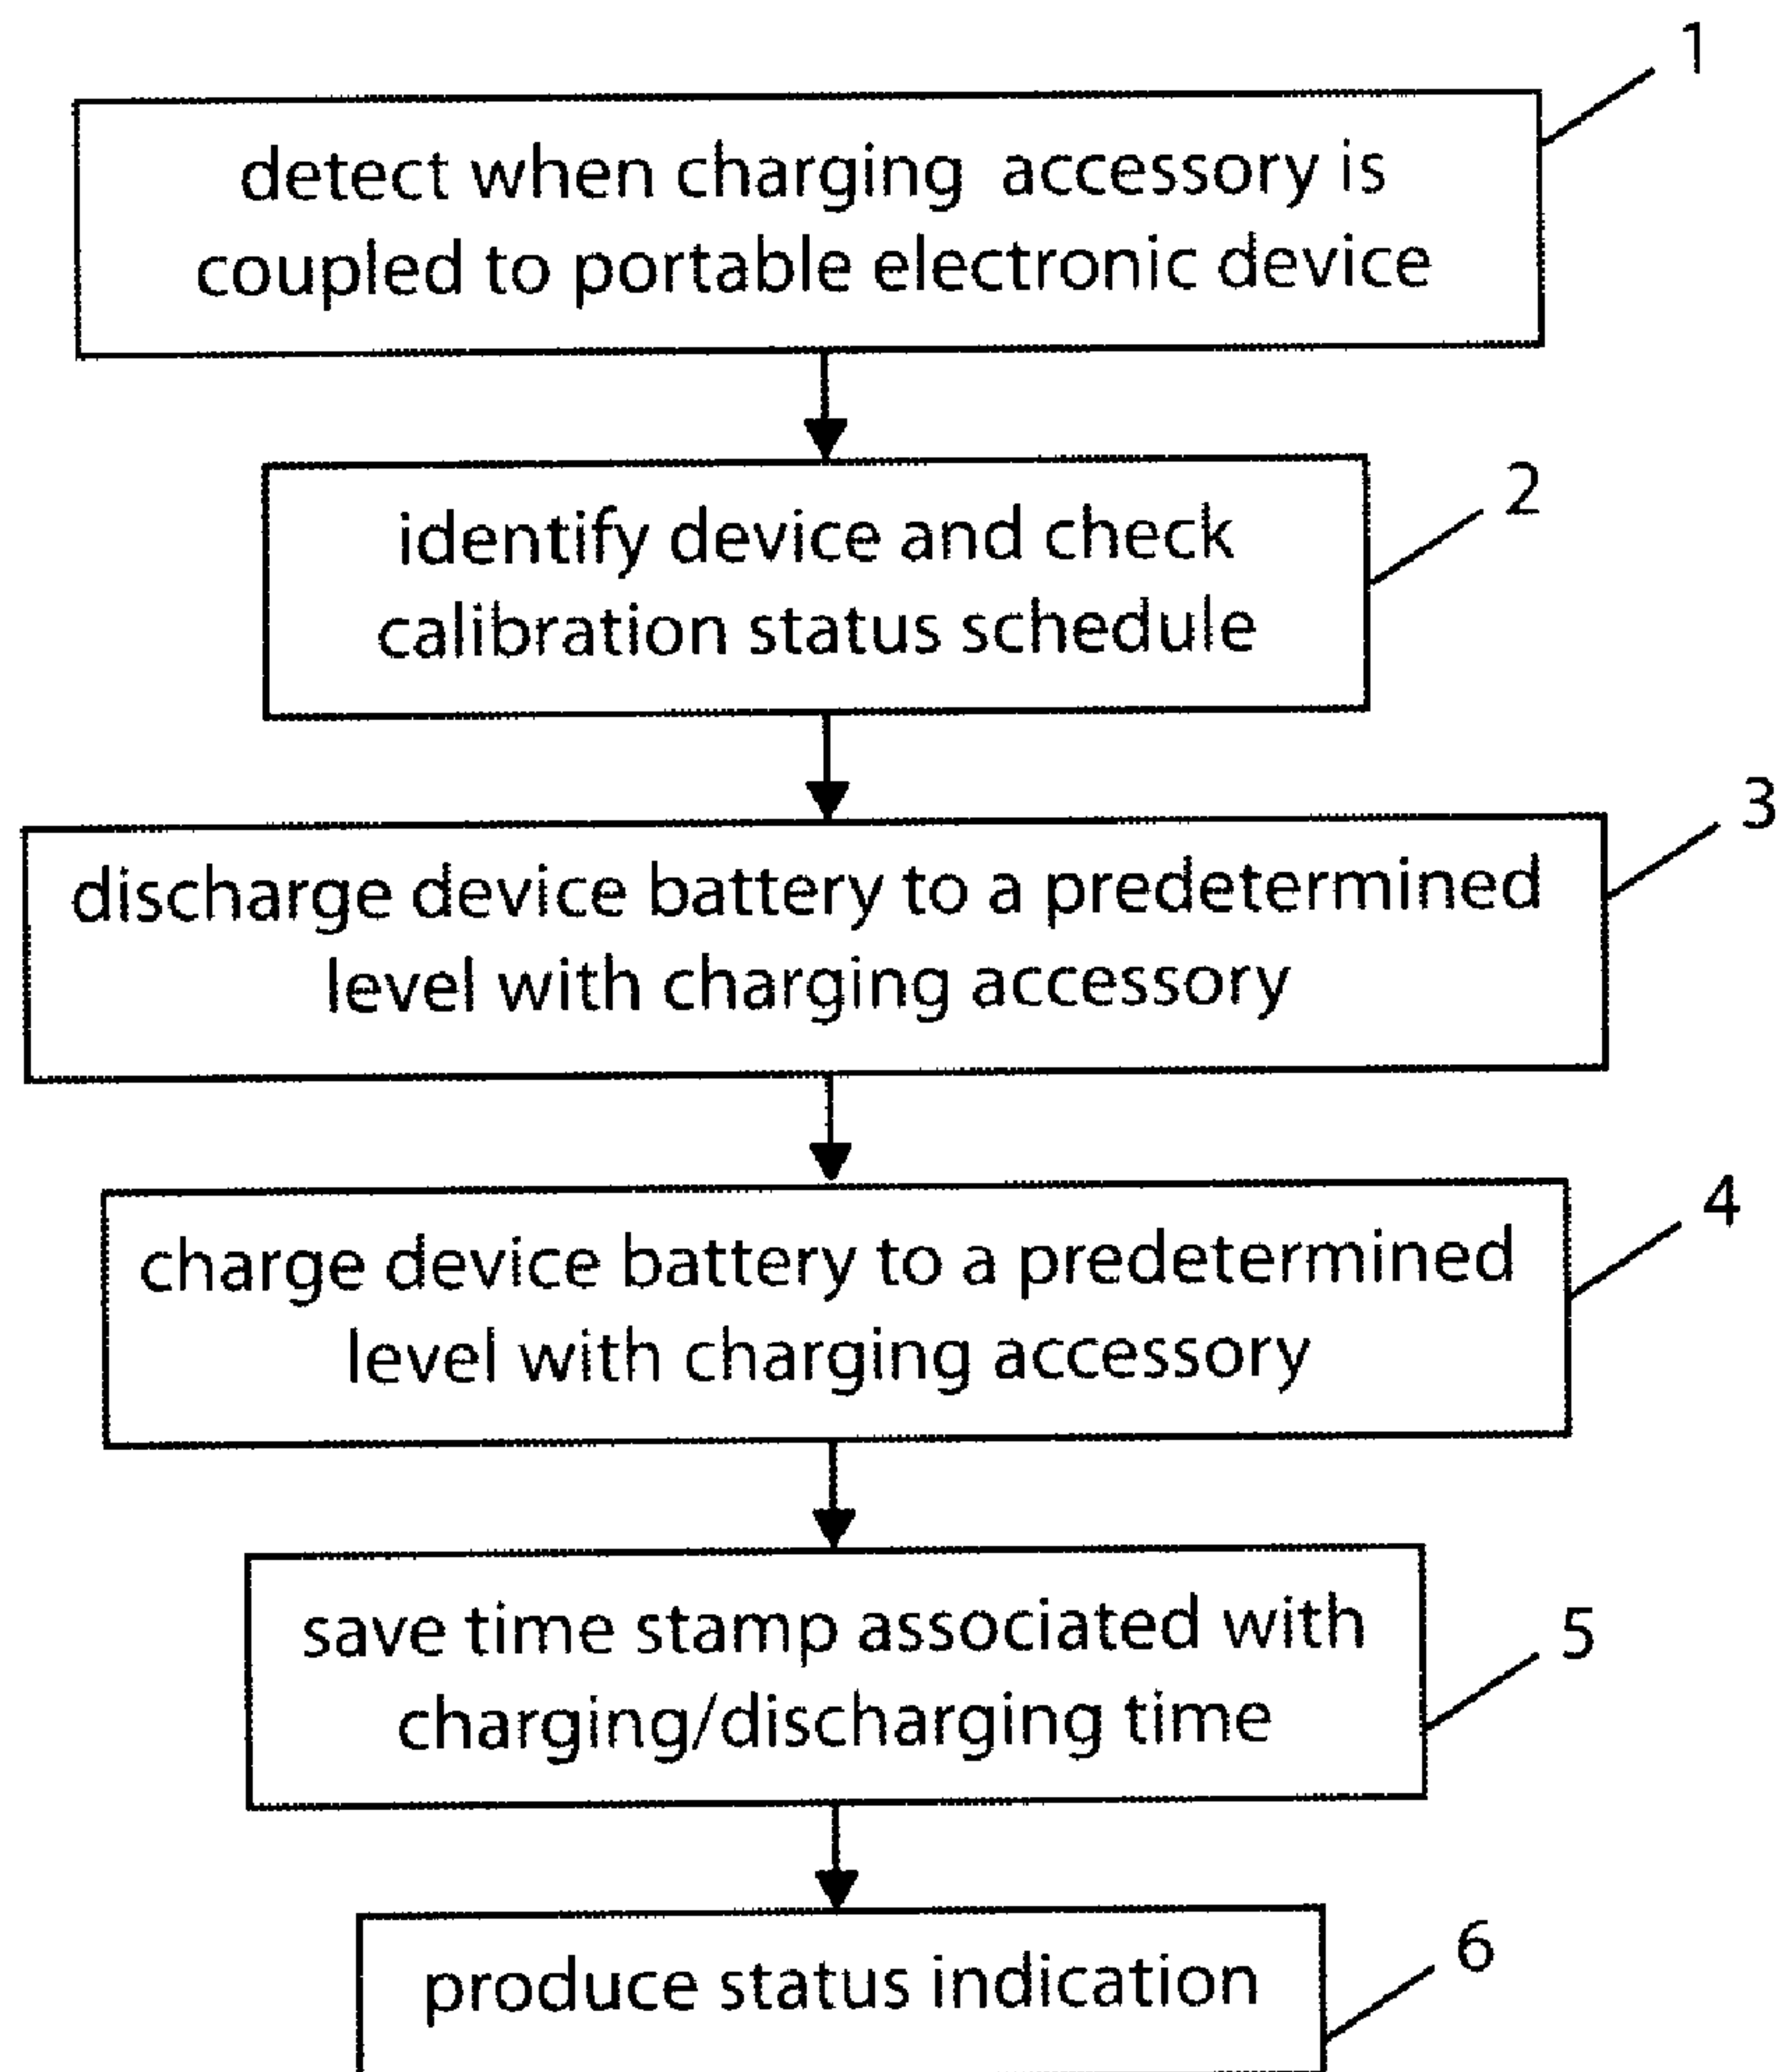 1
detect when charging accessory is
coupled to portable electronic device
2
identify device and check
calibration status schedule
3
discharge device battery to a predetermined
level with charging accessory
4
charge device battery to a predetermined
level with charging accessory
5
save time stamp associated with
charging/discharging time
6
produce status indication